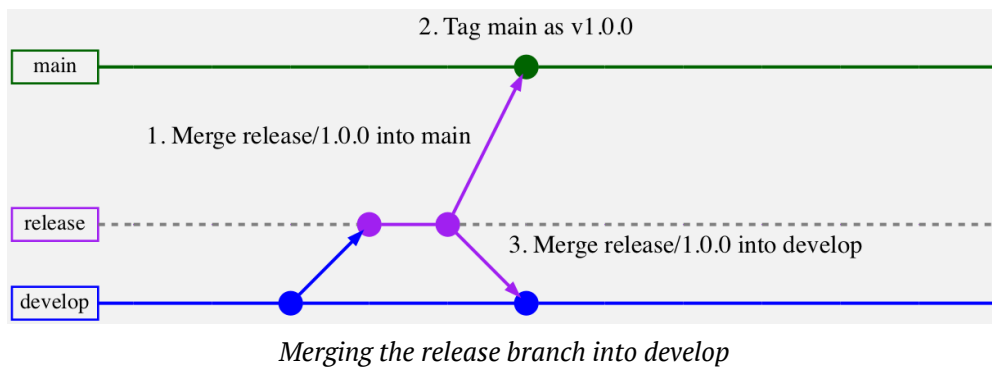 2. Tag main as v1.0.0
main
1. Merge release/1.0.0 into main
release
3. Merge release/1.0.0 into develop
develop
Merging the release branch into develop